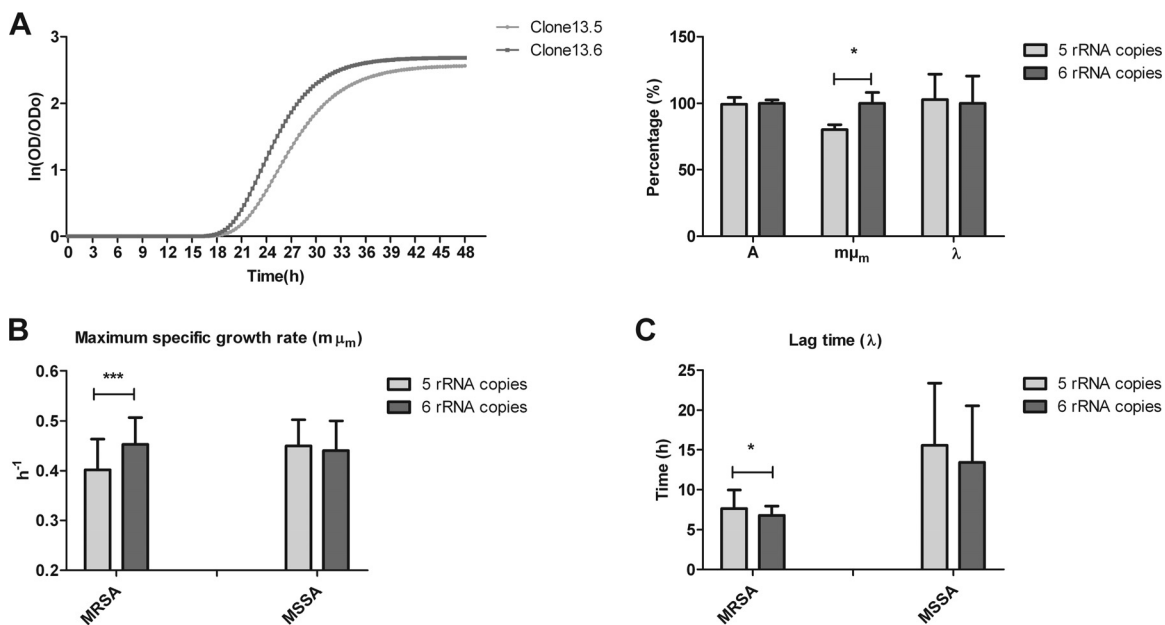 A
Clone13.5
Clone13.6
ln(OD/ODo)
3
2
1
0
0 3 6 9 12 15 18 21 24 27 30 33 36 39 42 45 48
Time(h)
5 rRNA copies
6 rRNA copies
*
Percentage (%)
150
100
50
0
A mμm λ
B
Maximum specific growth rate (m μm)
***
5 rRNA copies
6 rRNA copies
h-1
0.6
0.5
0.4
0.3
0.2
MRSA MSSA
C
Lag time (λ)
*
5 rRNA copies
6 rRNA copies
Time (h)
25
20
15
10
5
0
MRSA MSSA